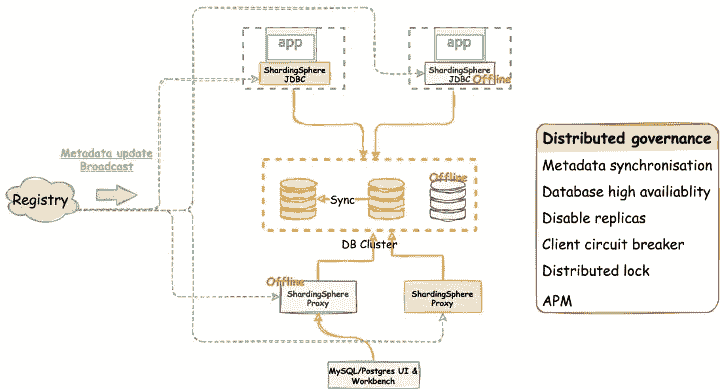 app
app
ShardingSphere
JDBC
ShardingSphere
JDBC
Offline
Metadata update
Broadcast
Registry
Offline
Sync
DB Cluster
Offline
ShardingSphere
Proxy
ShardingSphere
Proxy
MySQL/Postgres UI &
Workbench
Distributed governance
Metadata synchronisation
Database high availiablity
Disable replicas
Client circuit breaker
Distributed lock
APM